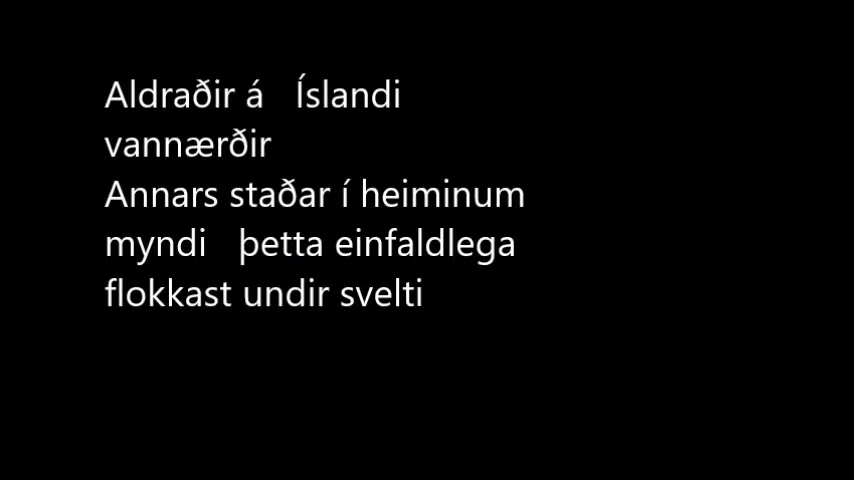 Aldraðir á   Íslandi
vannærðir
Annars staðar í heiminum
myndi   þetta einfaldlega
flokkast undir svelti